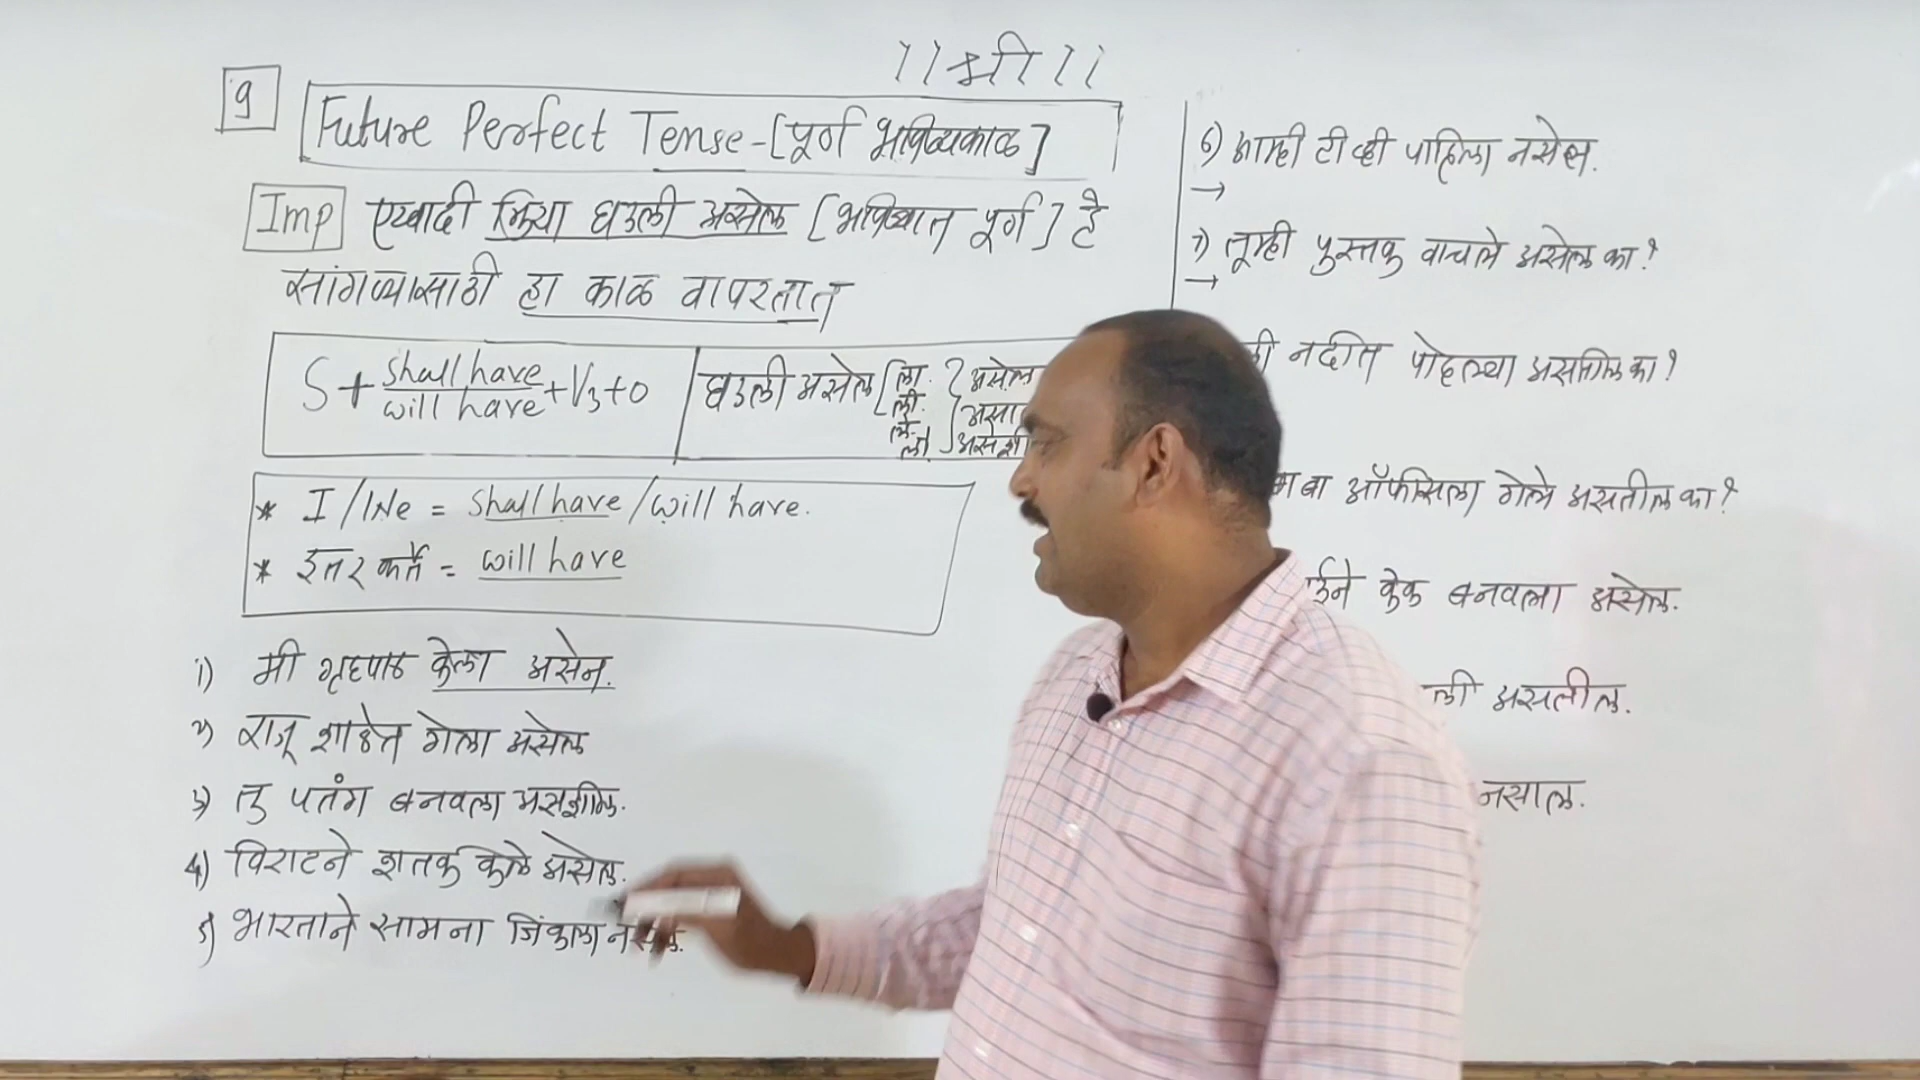 ।।श्री।।
9
Future Perfect Tense-[पूर्ण भविष्यकाळ]
Imp एखादी क्रिया घडली असेल [भविष्यात पूर्ण] हे
सांगण्यासाठी हा काळ वापरतात
S + shall have / will have + V3 + O
घडली असेल [ला. ली. ले. ली. } असेल
* I/We = shall have/will have.
* इतर कर्ते = will have
1) मी गृहपाठ केला असेन.
2) राजू शाळेत गेला असेल
3) तु पतंग बनवला असशील.
4) विराटने शतक केले असेल.
5) भारताने सामना जिंकला नसेल.
6) आम्ही टी व्ही पाहिला नसेल.
→
7) तूम्ही पुस्तक वाचले असेल का?
→
नदीत पोहल्या असतील का?
बा ऑफीसला गेले असतील का?
ईने केक बनवला असेल.
ली असतील.
नसाल.